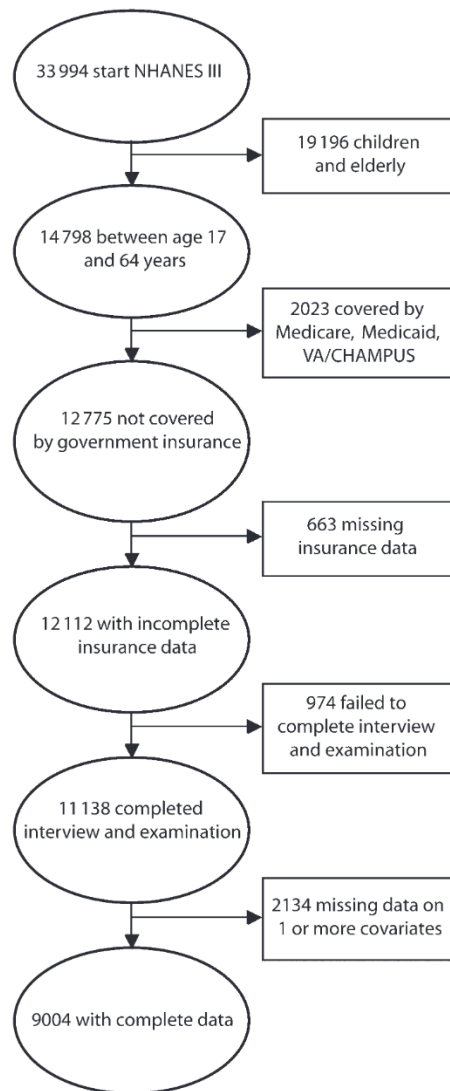 33 994 start NHANES III
19 196 children
and elderly
14 798 between age 17
and 64 years
2023 covered by
Medicare, Medicaid,
VA/CHAMPUS
12 775 not covered
by government insurance
663 missing
insurance data
12 112 with incomplete
insurance data
974 failed to
complete interview
and examination
11 138 completed
interview and examination
2134 missing data on
1 or more covariates
9004 with complete data